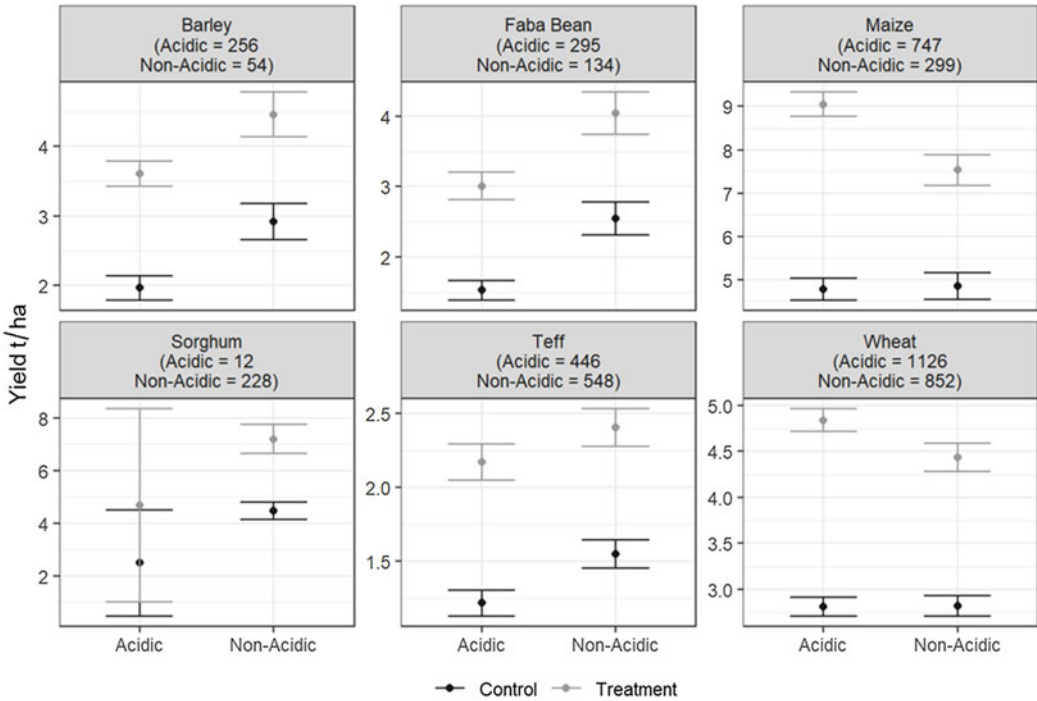 Barley
(Acidic = 256
Non-Acidic = 54)
Faba Bean
(Acidic = 295
Non-Acidic = 134)
Maize
(Acidic = 747
Non-Acidic = 299)
4
3
2
4
3
2
9
8
7
6
5
Yield t/ha
Sorghum
(Acidic = 12
Non-Acidic = 228)
Teff
(Acidic = 446
Non-Acidic = 548)
Wheat
(Acidic = 1126
Non-Acidic = 852)
8
6
4
2
2.5
2.0
1.5
5.0
4.5
4.0
3.5
3.0
Acidic Non-Acidic
Acidic Non-Acidic
Acidic Non-Acidic
Control Treatment